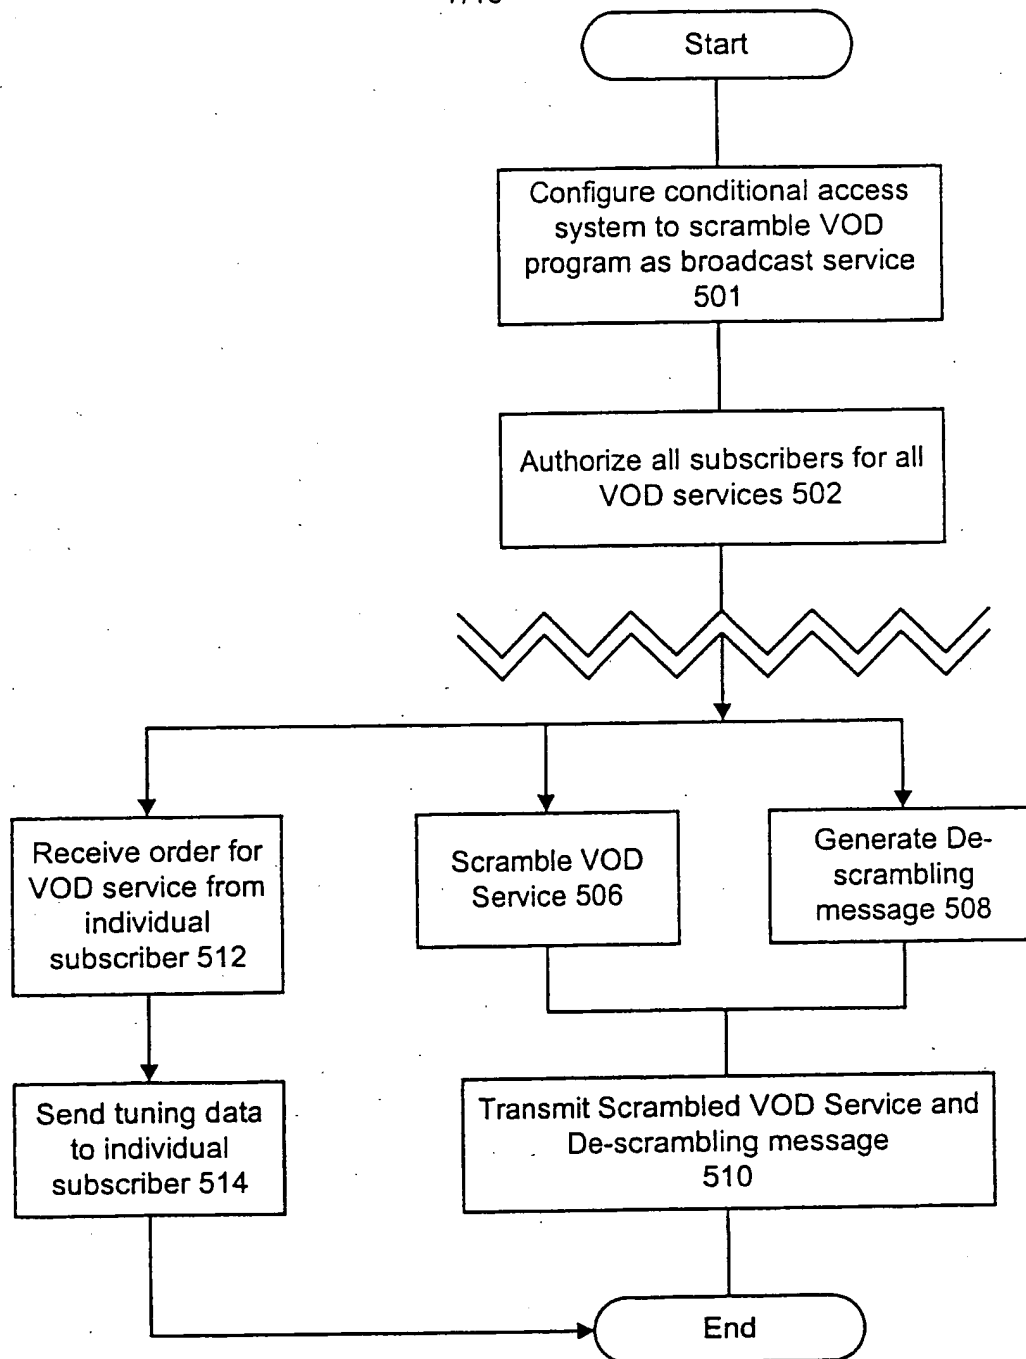 Start
Configure conditional access
system to scramble VOD
program as broadcast service
501
Authorize all subscribers for all
VOD services 502
Receive order for
VOD service from
individual
subscriber 512
Scramble VOD
Service 506
Generate De-
scrambling
message 508
Send tuning data
to individual
subscriber 514
Transmit Scrambled VOD Service and
De-scrambling message
510
End